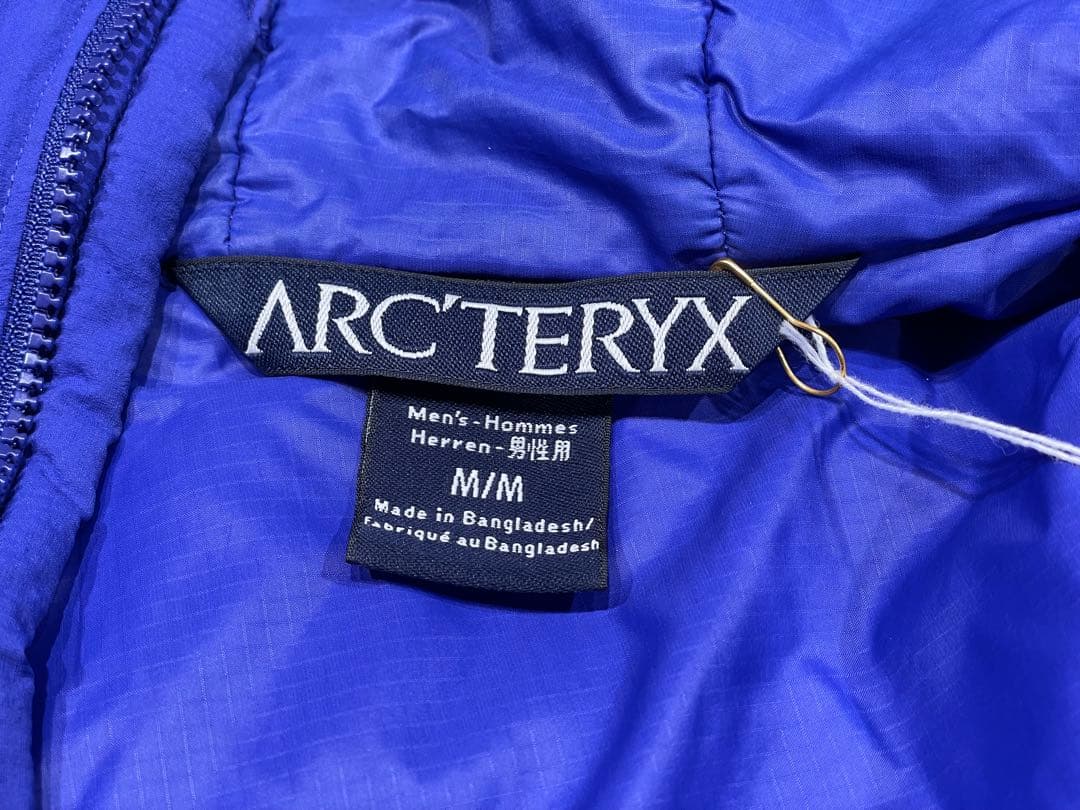 ARC'TERYX
Men's - Hommes
Herren - 男性用
M/M
Made in Bangladesh/
Fabriqué au Bangladesh